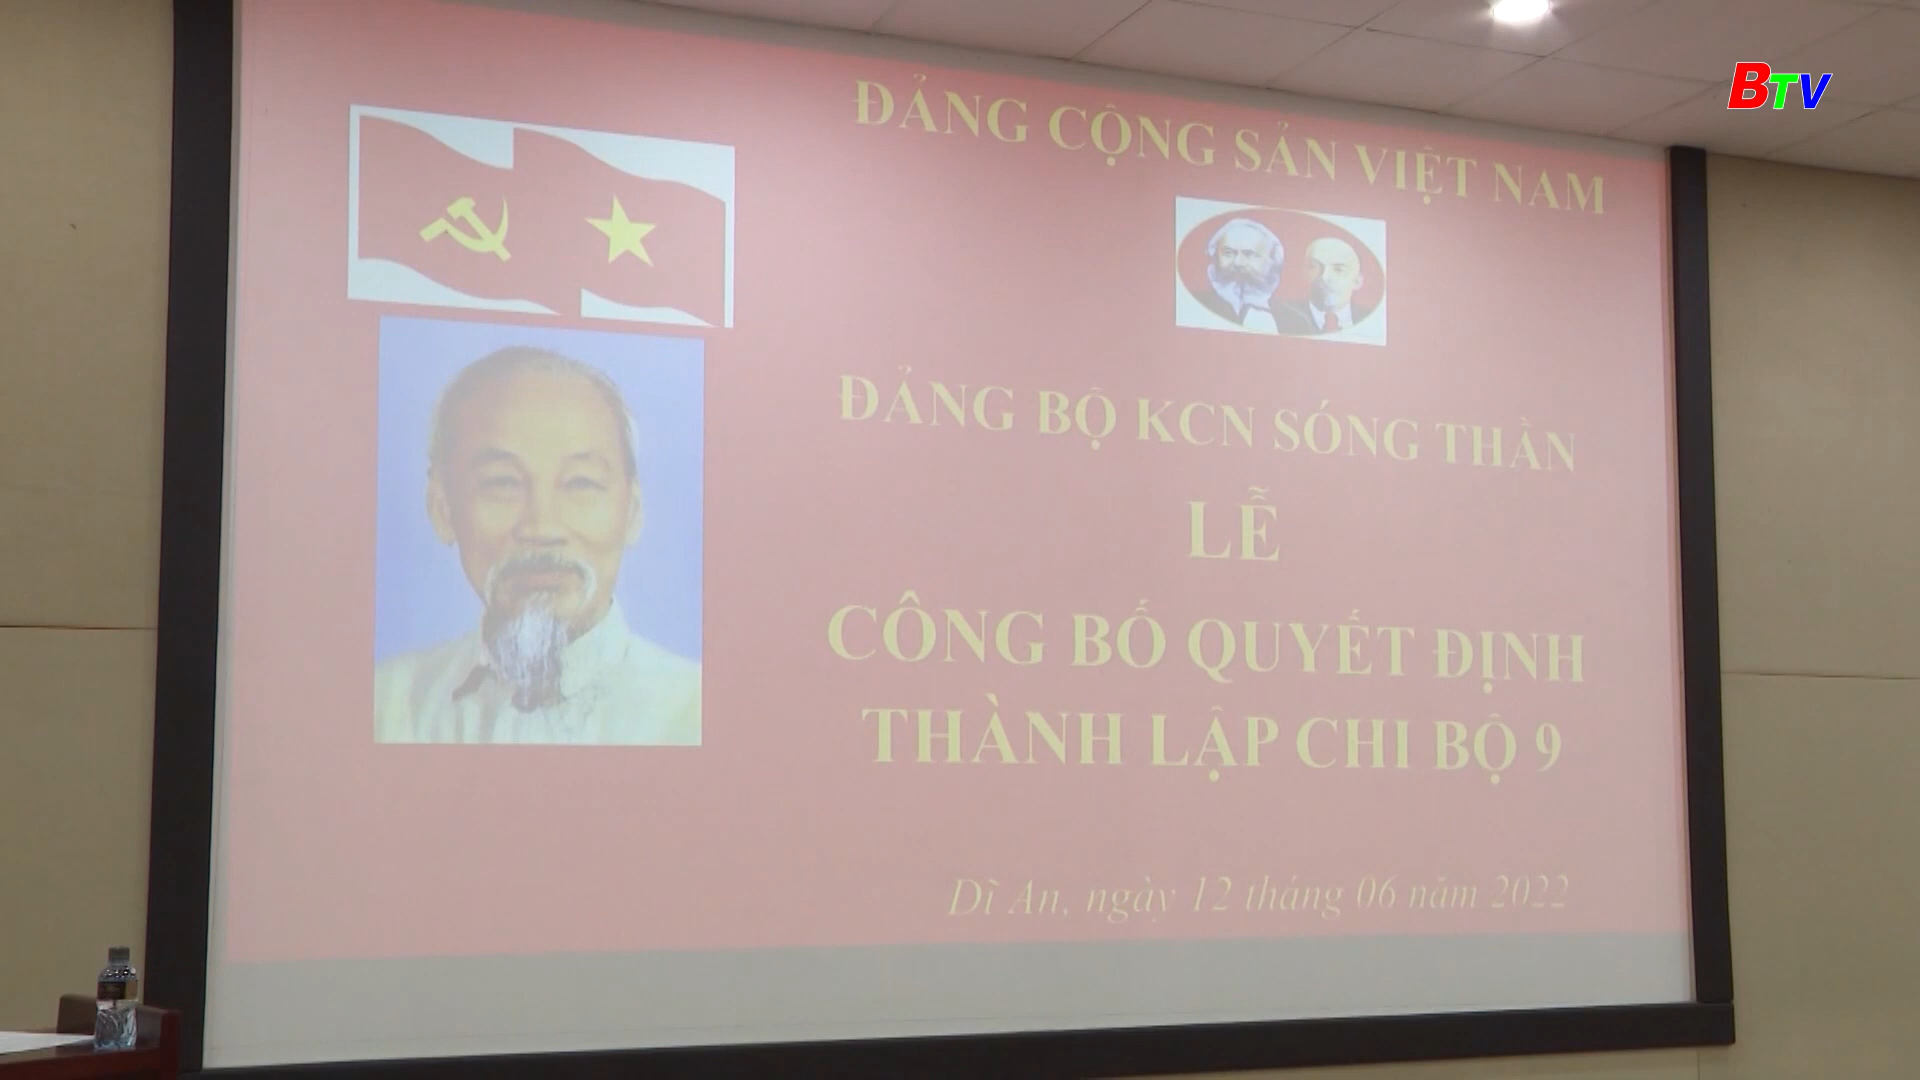 BTV
ĐẢNG CỘNG SẢN VIỆT NAM
ĐẢNG BỘ KCN SÓNG THẦN
LỄ
CÔNG BỐ QUYẾT ĐỊNH
THÀNH LẬP CHI BỘ 9
Dĩ An, ngày 12 tháng 06 năm 2022